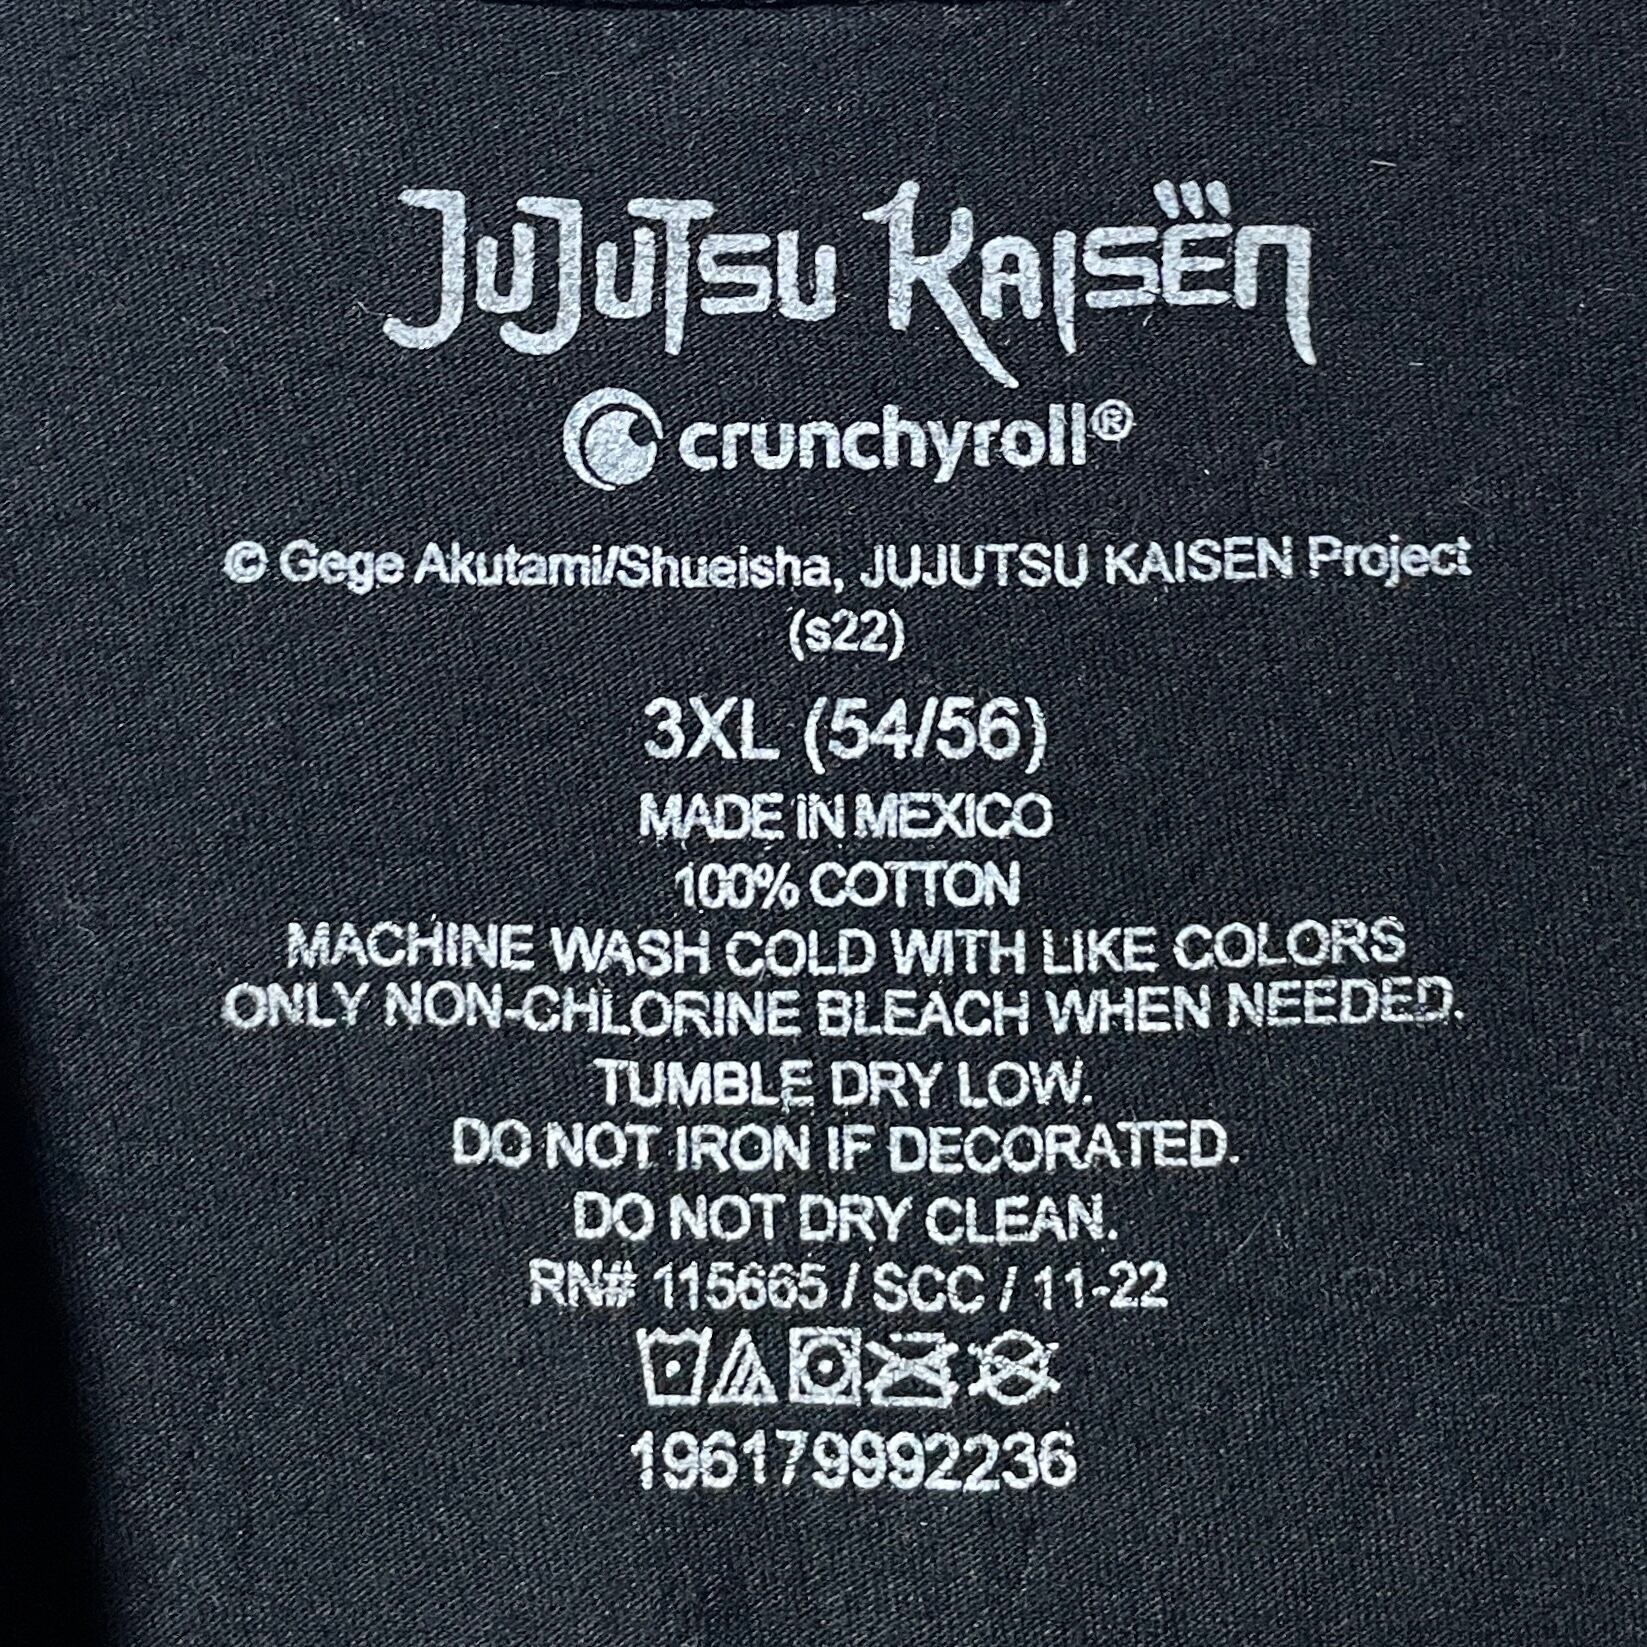 JUJUTSU KAISEN
crunchyroll®
© Gege Akutami/Shueisha, JUJUTSU KAISEN Project
(s22)
3XL (54/56)
MADE IN MEXICO
100% COTTON
MACHINE WASH COLD WITH LIKE COLORS
ONLY NON-CHLORINE BLEACH WHEN NEEDED.
TUMBLE DRY LOW.
DO NOT IRON IF DECORATED.
DO NOT DRY CLEAN.
RN# 115665 / SCC / 11-22
196179992236